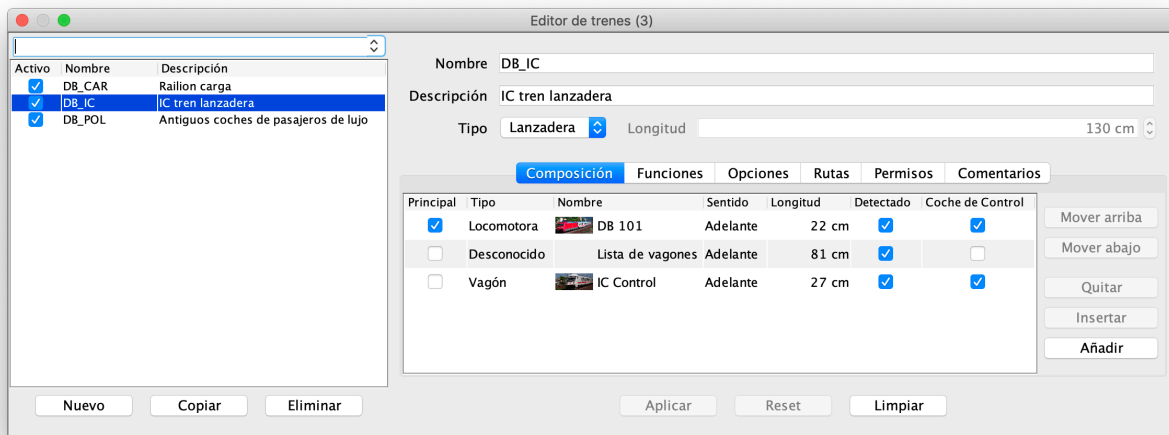 Editor de trenes (3)
Activo Nombre Descripción
DB_CAR Railion carga
DB_IC IC tren lanzadera
DB_POL Antiguos coches de pasajeros de lujo
Nuevo Copiar Eliminar
Nombre DB_IC
Descripción IC tren lanzadera
Tipo Lanzadera Longitud 130 cm
Composición Funciones Opciones Rutas Permisos Comentarios
Principal Tipo Nombre Sentido Longitud Detectado Coche de Control
Locomotora DB 101 Adelante 22 cm
Desconocido Lista de vagones Adelante 81 cm
Vagón IC Control Adelante 27 cm
Mover arriba
Mover abajo
Quitar
Insertar
Añadir
Aplicar Reset Limpiar